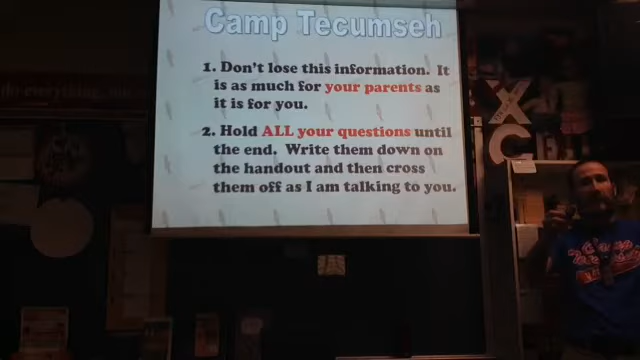 Camp Tecumseh
1. Don't lose this information. It
is as much for your parents as
it is for you.
2. Hold ALL your questions until
the end. Write them down on
the handout and then cross
them off as I am talking to you.
X
C